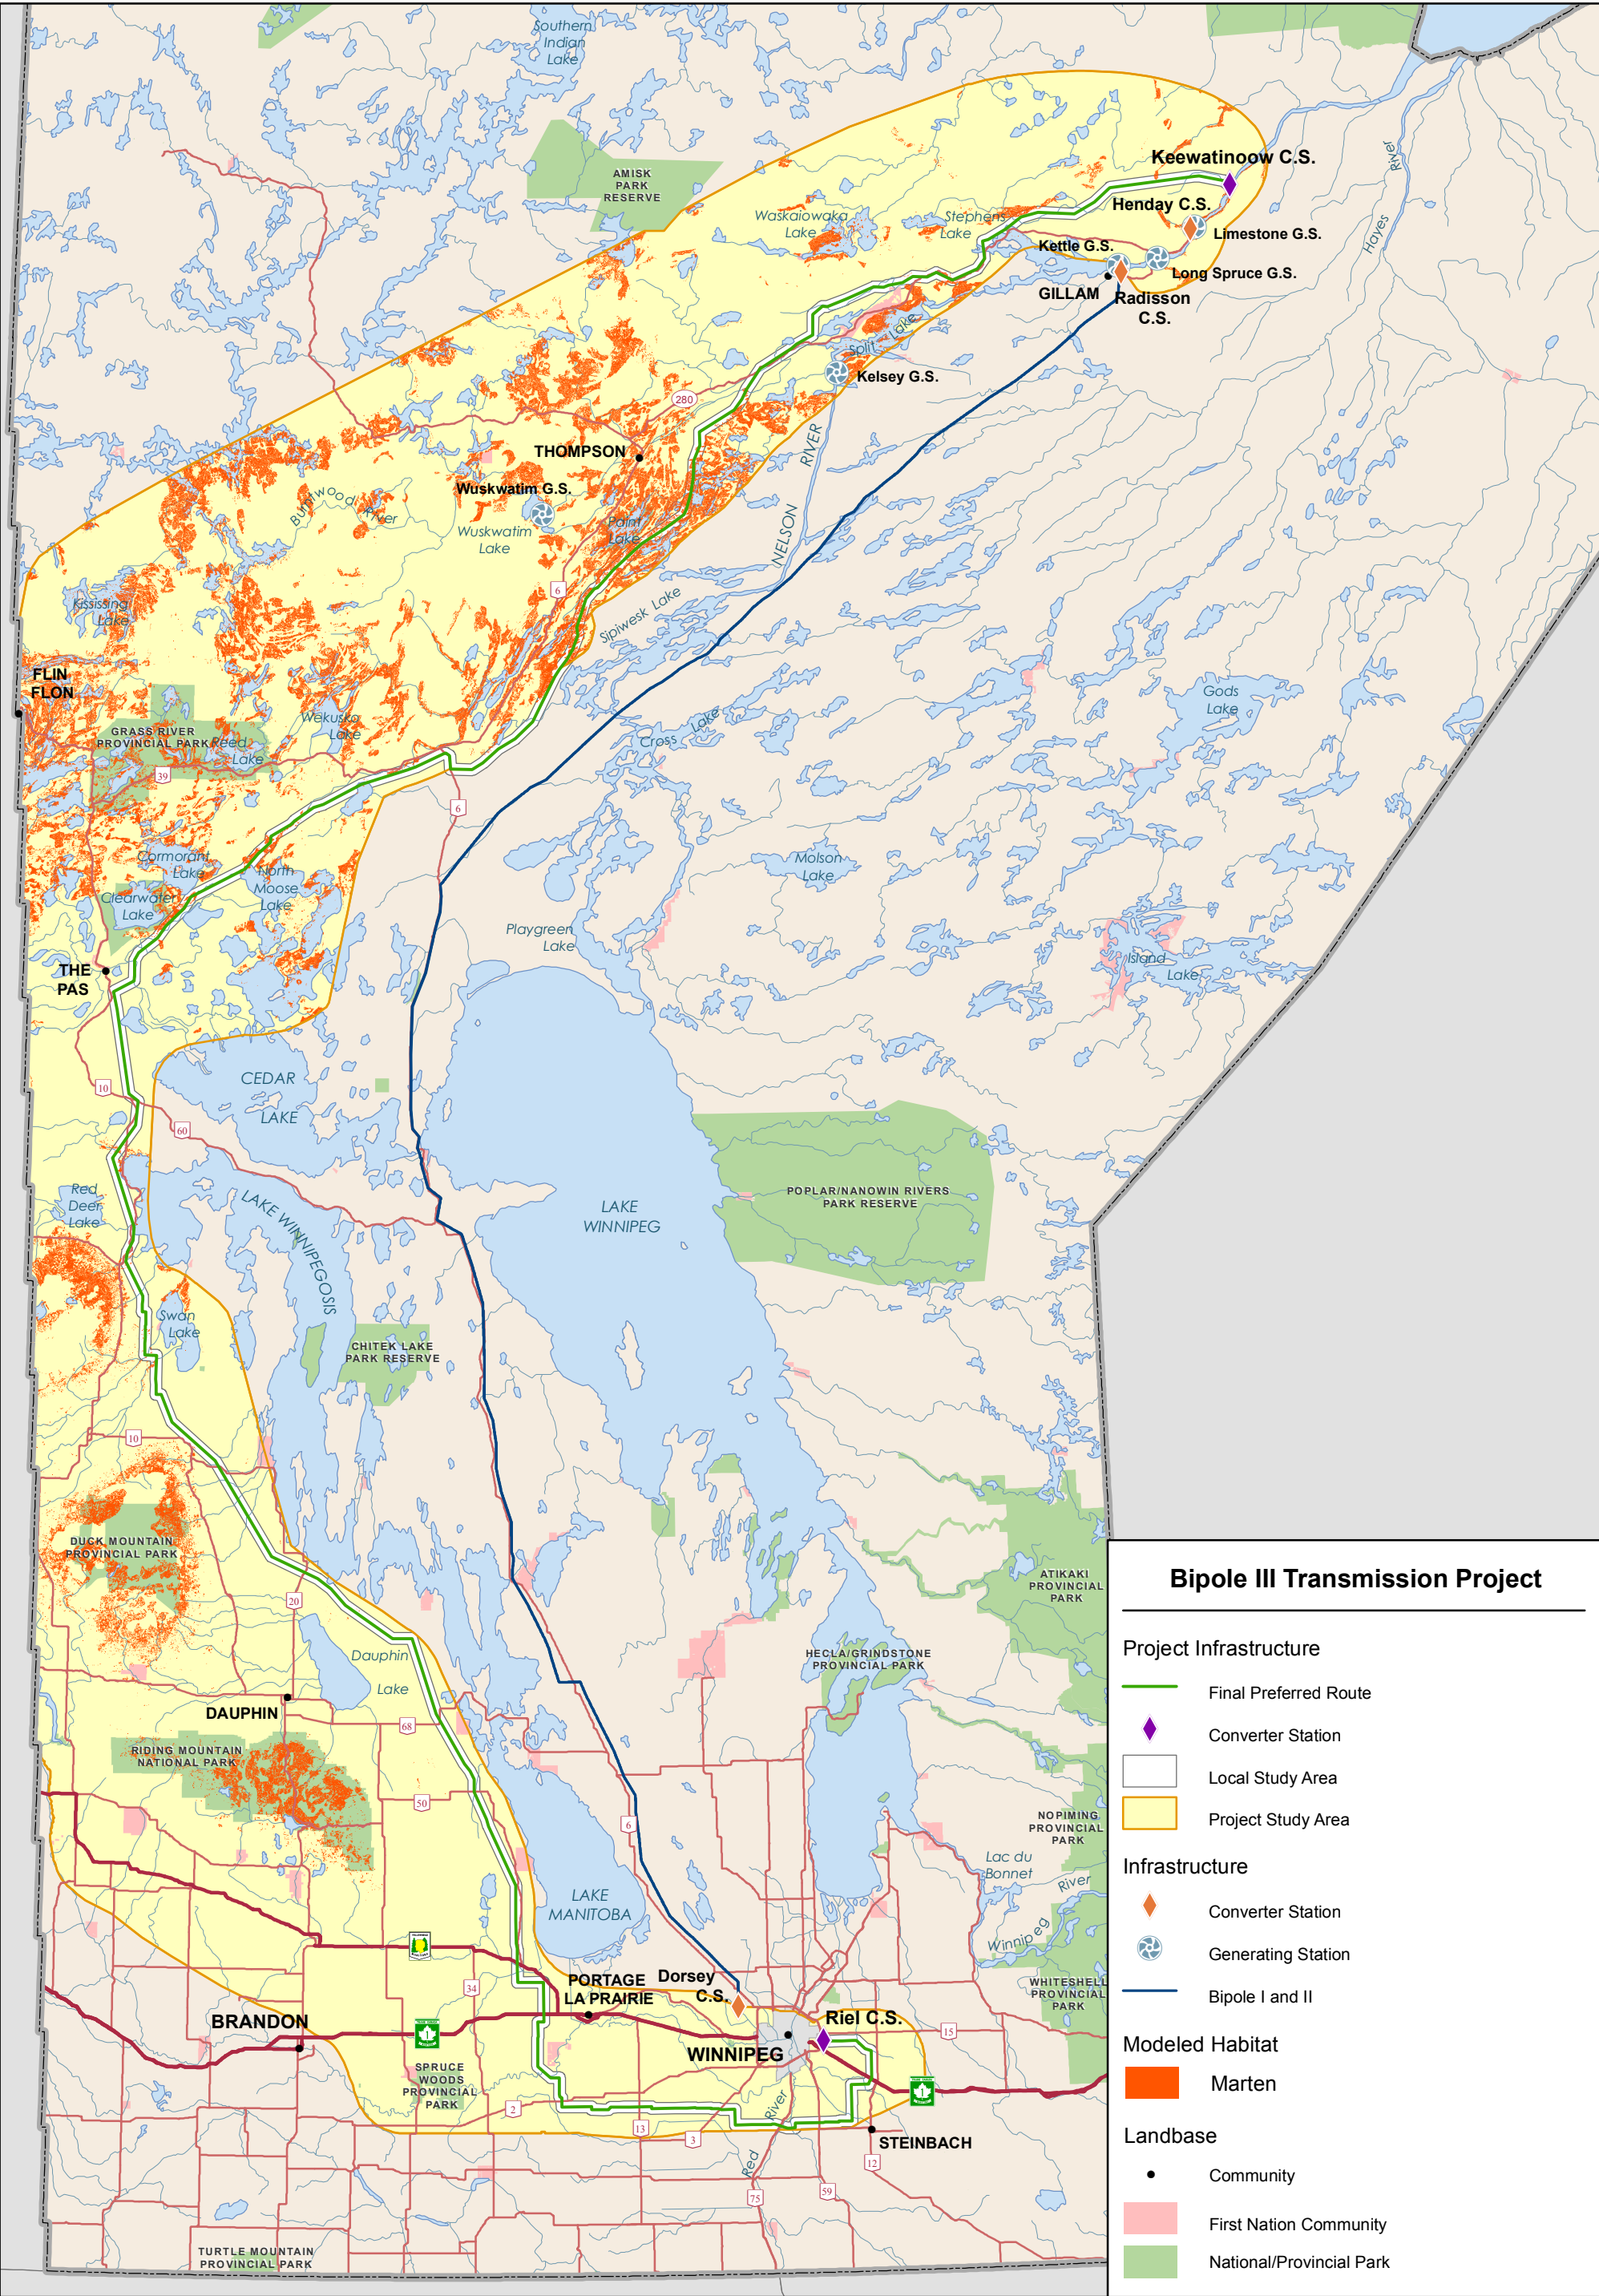 Southern
Indian
Lake
AMISK
PARK
RESERVE
Keewatinoow C.S.
Henday C.S.
Limestone G.S.
Kettle G.S.
Long Spruce G.S.
GILLAM
Radisson
C.S.
Waskaiowaka
Lake
Stephens
Lake
Hayes
River
Split Lake
Kelsey G.S.
280
THOMPSON
Wuskwatim G.S.
Burntwood
River
Wuskwatim
Lake
Paint
Lake
NELSON
RIVER
6
Sipiwesk Lake
Kississing
Lake
FLIN
FLON
GRASS RIVER
PROVINCIAL PARK
Reed
Lake
Wekusko
Lake
39
Cross Lake
Gods
Lake
6
Cormorant
Lake
North
Moose
Lake
Clearwater
Lake
Molson
Lake
Playgreen
Lake
Island
Lake
THE
PAS
CEDAR
LAKE
10
60
Red
Deer
Lake
LAKE WINNIPEGOSIS
LAKE
WINNIPEG
POPLAR/NANOWIN RIVERS
PARK RESERVE
Swan
Lake
CHITEK LAKE
PARK RESERVE
10
DUCK MOUNTAIN
PROVINCIAL PARK
20
ATIKAKI
PROVINCIAL
PARK
Dauphin
Lake
HECLA/GRINDSTONE
PROVINCIAL PARK
DAUPHIN
68
RIDING MOUNTAIN
NATIONAL PARK
50
6
NOPIMING
PROVINCIAL
PARK
Lac du
Bonnet
River
Winnipeg
LAKE
MANITOBA
34
PORTAGE
LA PRAIRIE
Dorsey
C.S.
WHITESHELL
PROVINCIAL
PARK
BRANDON
1
Riel C.S.
15
WINNIPEG
SPRUCE
WOODS
PROVINCIAL
PARK
1
2
River
Red
13
3
STEINBACH
12
75
59
TURTLE MOUNTAIN
PROVINCIAL PARK
Bipole III Transmission Project
Project Infrastructure
Final Preferred Route
Converter Station
Local Study Area
Project Study Area
Infrastructure
Converter Station
Generating Station
Bipole I and II
Modeled Habitat
Marten
Landbase
Community
First Nation Community
National/Provincial Park